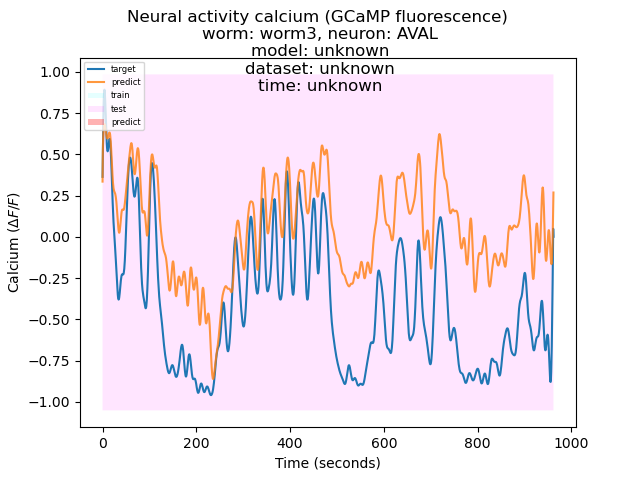 Neural activity calcium (GCaMP fluorescence)
worm: worm3, neuron: AVAL
model: unknown
dataset: unknown
time: unknown
target
predict
train
test
predict
1.00
0.75
0.50
0.25
0.00
−0.25
−0.50
−0.75
−1.00
Calcium (ΔF/F)
0
200
400
600
800
1000
Time (seconds)